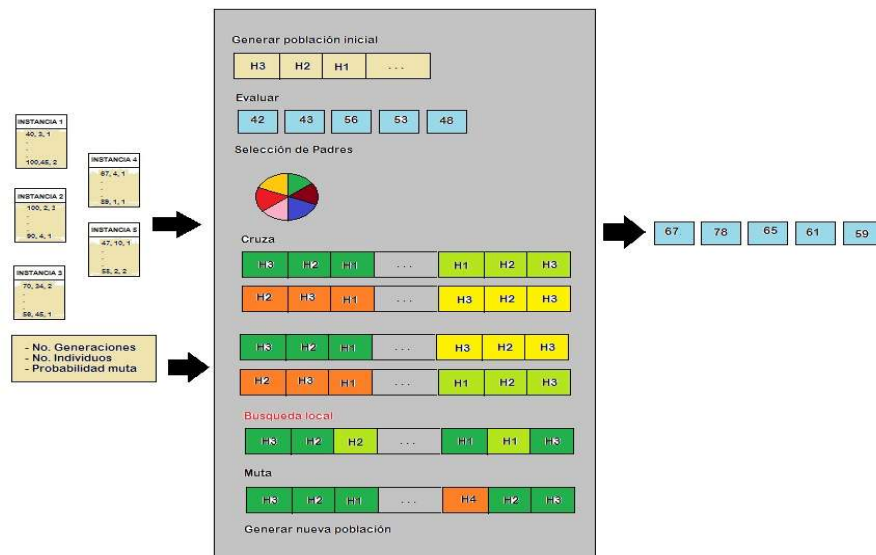 INSTANCIA 1
40, 3, 1
.
.
.
100,45, 2
INSTANCIA 4
67, 4, 1
.
.
.
89, 1, 1
INSTANCIA 2
100, 2, 2
.
.
.
90, 4, 1
INSTANCIA 5
47, 10, 1
.
.
.
55, 2, 2
INSTANCIA 3
70, 34, 2
.
.
.
58, 45, 1
- No. Generaciones
- No. Individuos
- Probabilidad muta
Generar población inicial
H3 H2 H1 ...
Evaluar
42 43 56 53 48
Selección de Padres
Cruza
H3 H2 H1 ... H1 H2 H3
H2 H3 H1 ... H3 H2 H3
H3 H2 H1 ... H3 H2 H3
H2 H3 H1 ... H1 H2 H3
Busqueda local
H3 H2 H2 ... H1 H1 H3
Muta
H3 H2 H1 ... H4 H2 H3
Generar nueva población
67 78 65 61 59